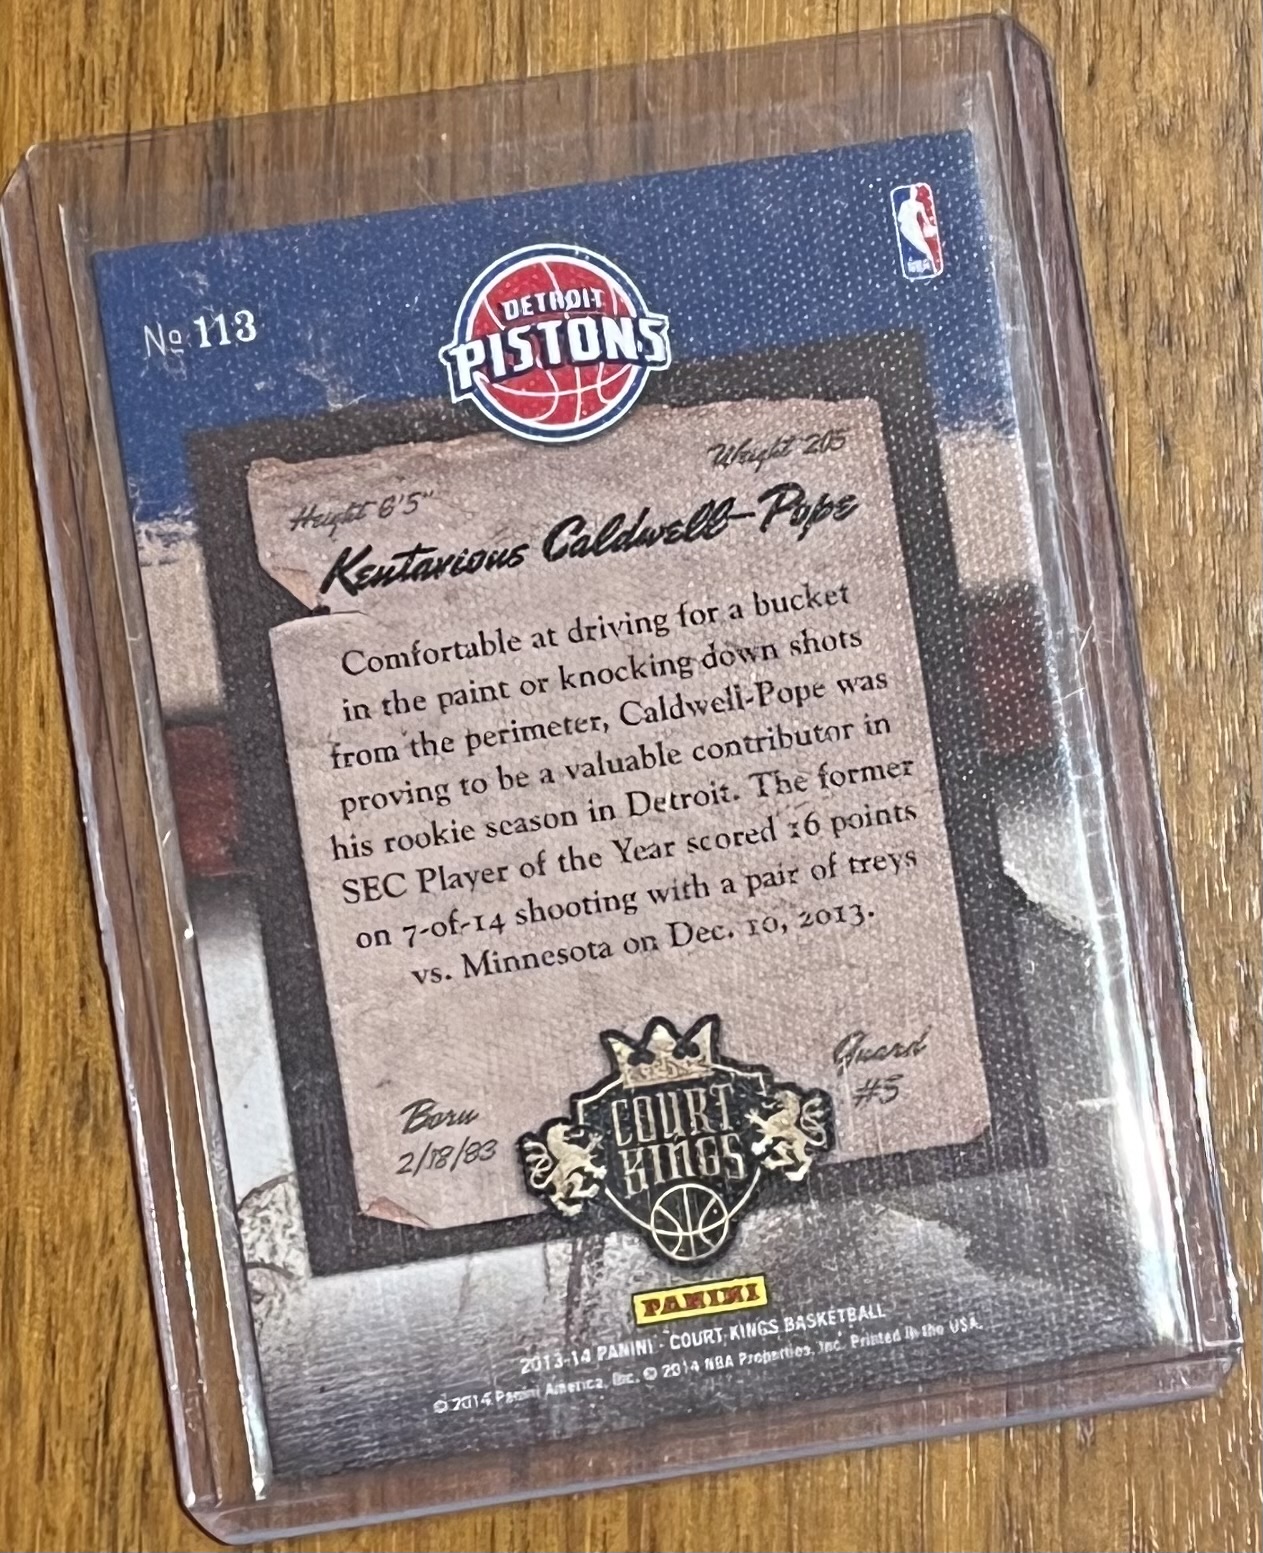 DETROIT
PISTONS
NBA
№ 113
Weight 205
Height 6'5"
Kentavious Caldwell-Pope
Comfortable at driving for a bucket
in the paint or knocking down shots
from the perimeter, Caldwell-Pope was
proving to be a valuable contributor in
his rookie season in Detroit. The former
SEC Player of the Year scored 16 points
on 7-of-14 shooting with a pair of treys
vs. Minnesota on Dec. 10, 2013.
Guard
#5
Born
2/18/93
COURT
KINGS
PANINI
2013-14 PANINI - COURT KINGS BASKETBALL
© 2014 Panini America, Inc. © 2014 NBA Properties, Inc. Printed in the USA.